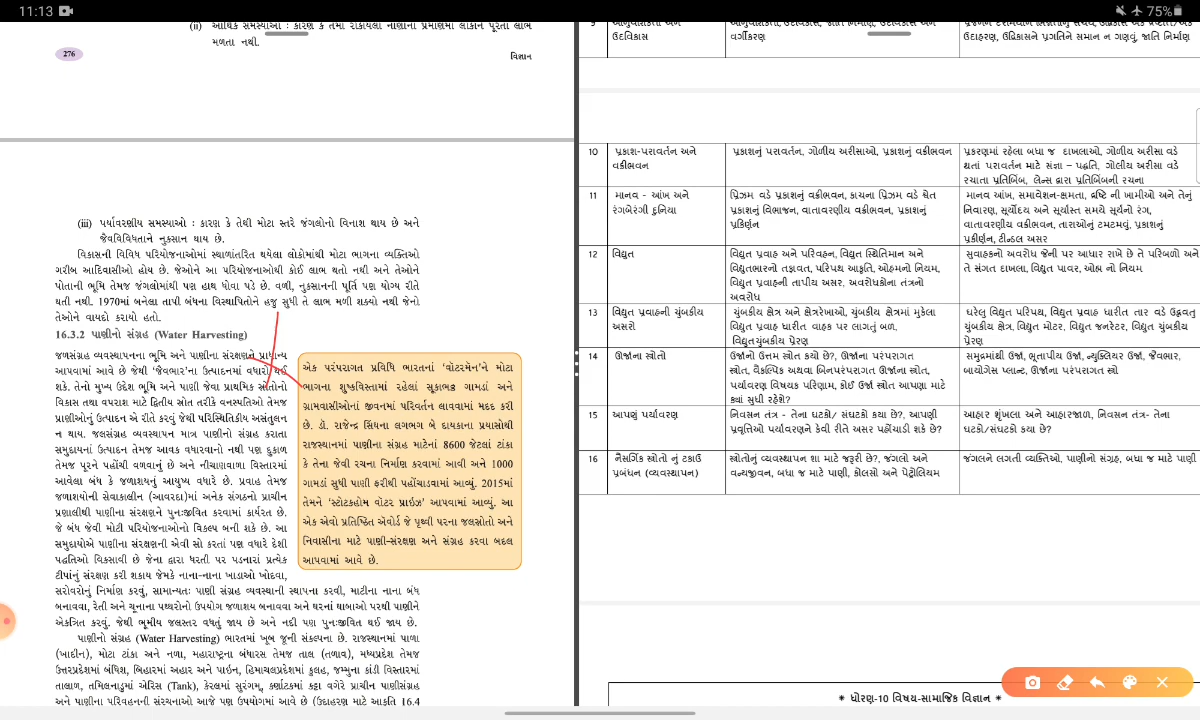 11:13
75%
(ii) આર્થિક સમસ્યાઓ : કારણ કે તેમાં રોકાયેલા નાણાંના પ્રમાણમાં લોકોને પૂરતો લાભ
મળતો નથી.
276
વિજ્ઞાન
(iii) પર્યાવરણીય સમસ્યાઓ : કારણ કે તેથી મોટા સ્તરે જંગલોનો વિનાશ થાય છે અને
જૈવવિવિધતાને નુકસાન થાય છે.
વિકાસની વિવિધ પરિયોજનાઓમાં સ્થળાંતરિત થયેલા લોકોમાંથી મોટા ભાગના વ્યક્તિઓ
ગરીબ આદિવાસીઓ હોય છે. જેઓને આ પરિયોજનાઓથી કોઈ લાભ થતો નથી અને તેઓને
પોતાની ભૂમિ તેમજ જંગલોમાંથી પણ હાથ ધોવા પડે છે. વળી, નુકસાનની પૂર્તિ પણ યોગ્ય રીતે
થતી નથી. 1970માં બનેલા તાપી બંધના વિસ્થાપિતોને હજુ સુધી તે લાભ મળી શક્યો નથી જેનો
તેઓને વાયદો કરાયો હતો.
16.3.2 પાણીનો સંગ્રહ (Water Harvesting)
જળસંગ્રહ વ્યવસ્થાપનના ભૂમિ અને પાણીના સંરક્ષણને પ્રાધાન્ય
આપવામાં આવે છે જેથી ‘જૈવભાર’ના ઉત્પાદનમાં વધારો થઈ
શકે. તેનો મુખ્ય ઉદ્દેશ ભૂમિ અને પાણી જેવા પ્રાથમિક સ્રોતોનો
વિકાસ તથા વપરાશ માટે દ્વિતીય સ્રોત તરીકે વનસ્પતિઓ તેમજ
પ્રાણીઓનું ઉત્પાદન એ રીતે કરવું જેથી પરિસ્થિતિકીય અસંતુલન
ન થાય. જલસંગ્રહ વ્યવસ્થાપન માત્ર પાણીનો સંગ્રહ કરાતા
સમુદાયનાં ઉત્પાદન તેમજ આવક વધારવાનો નથી પણ દુકાળ
તેમજ પૂરને પહોંચી વળવાનું છે અને નીચાણવાળા વિસ્તારમાં
આવેલા બંધ કે જળાશયનું આયુષ્ય વધારે છે. પ્રવાહ તેમજ
જળાશયોની સેવાકાલીન (આવરદા)માં અનેક સંગઠનો પ્રાચીન
પ્રણાલીથી પાણીના સંરક્ષણને પુનઃજીવિત કરવામાં કાર્યરત છે.
જે બંધ જેવી મોટી પરિયોજનાઓનો વિકલ્પ બની શકે છે. આ
સમુદાયોએ પાણીના સંરક્ષણની એવી સો કરતાં પણ વધારે દેશી
પદ્ધતિઓ વિકસાવી છે જેના દ્વારા ધરતી પર પડનારાં પ્રત્યેક
ટીપાંનું સંરક્ષણ કરી શકાય જેમકે નાના-નાના ખાડાઓ ખોદવા,
સરોવરોનું નિર્માણ કરવું, સામાન્યતઃ પાણી સંગ્રહ વ્યવસ્થાની સ્થાપના કરવી, માટીના નાના બંધ
બનાવવા, રેતી અને ચૂનાના પથ્થરોનો ઉપયોગ જળાશય બનાવવા અને ઘરનાં ધાબાઓ પરથી પાણીને
એકત્રિત કરવું. જેથી ભૂમીય જલસ્તર વધતું જાય છે અને નદી પણ પુનઃજીવિત થઈ જાય છે.
પાણીનો સંગ્રહ (Water Harvesting) ભારતમાં ખૂબ જૂની સંકલ્પના છે. રાજસ્થાનમાં પાળા
(ખાદીન), મોટા ટાંકા અને નળા, મહારાષ્ટ્રના બંધારસ તેમજ તાલ (તળાવ), મધ્યપ્રદેશ તેમજ
ઉત્તરપ્રદેશમાં બંધિશ, બિહારમાં અહાર અને પાઇન, હિમાચલપ્રદેશમાં કુલહ, જમ્મુના કાંડી વિસ્તારમાં
તાલાળ, તમિલનાડુમાં એરિસ (Tank), કેરલમાં સુરંગમ્, કર્ણાટકમાં કટ્ટા વગેરે પ્રાચીન પાણીસંગ્રહ
અને પાણીના પરિવહનની સંરચનાઓ આજે પણ ઉપયોગમાં આવે છે (ઉદાહરણ માટે આકૃતિ 16.4
એક પરંપરાગત પ્રવિધિ ભારતનાં ‘વૉટરમૅન’ને મોટા
ભાગના શુષ્કવિસ્તામાં રહેલાં સૂકાભઠ્ઠ ગામડાં અને
ગ્રામવાસીઓનાં જીવનમાં પરિવર્તન લાવવામાં મદદ કરી
છે. ડૉ. રાજેન્દ્ર સિંઘના લગભગ બે દાયકાના પ્રયાસોથી
રાજસ્થાનમાં પાણીના સંગ્રહ માટેનાં 8600 જેટલાં ટાંકા
કે તેના જેવી રચના નિર્માણ કરવામાં આવી અને 1000
ગામડાં સુધી પાણી ફરીથી પહોંચાડવામાં આવ્યું. 2015માં
તેમને ‘સ્ટૉકહોમ વૉટર પ્રાઇઝ’ આપવામાં આવ્યું. આ
એક એવો પ્રતિષ્ઠિત ઍવોર્ડ છે જે પૃથ્વી પરના જલસ્રોતો અને
નિવાસીના માટે પાણી-સંરક્ષણ અને સંગ્રહ કરવા બદલ
આપવામાં આવે છે.
9 આનુવંશિકતા અને
ઉદવિકાસ
આનુવંશિકતા, ઉદવિકાસ, જાતિ નિર્માણ, ઉદવિકાસ અને
વર્ગીકરણ
ઉદાહરણ, ઉદ્વિકાસને પ્રગતિને સમાન ન ગણવું, જાતિ નિર્માણ
10 પ્રકાશ-પરાવર્તન અને
વક્રીભવન
પ્રકાશનું પરાવર્તન, ગોળીય અરીસાઓ, પ્રકાશનું વક્રીભવન
પ્રકરણમાં રહેલા બધા જ દાખલાઓ, ગોળીય અરીસા વડે
થતાં પરાવર્તન માટે સંજ્ઞા – પદ્ધતિ, ગોલીય અરીસા વડે
રચાતા પ્રતિબિંબ, લેન્સ દ્વારા પ્રતિબિંબની રચના
11 માનવ - આંખ અને
રંગબેરંગી દુનિયા
પ્રિઝમ વડે પ્રકાશનું વક્રીભવન, કાચના પ્રિઝમ વડે શ્વેત
પ્રકાશનું વિભાજન, વાતાવરણીય વક્રીભવન, પ્રકાશનું
પ્રકિર્ણન
માનવ આંખ, સમાવેશન-ક્ષમતા, દ્રષ્ટિ ની ખામીઓ અને તેનું
નિવારણ, સૂર્યોદય અને સૂર્યાસ્ત સમયે સૂર્યનો રંગ,
વાતાવારણીય વક્રીભવન, તારાઓનું ટમટમવું, પ્રકાશનું
પ્રકીર્ણન, ટીન્ડલ અસર
12 વિદ્યુત
વિદ્યુત પ્રવાહ અને પરિવહન, વિદ્યુત સ્થિતિમાન અને
વિદ્યુતભારનો તફાવત, પરિપથ આકૃતિ, ઓહમનો નિયમ,
વિદ્યુત પ્રવાહની તાપીય અસર, અવરોધકોના તંત્રનો
અવરોધ
સુવાહકનો અવરોધ જેની પર આધાર રાખે છે તે પરિબળો અને
તે સંગત દાખલા, વિદ્યુત પાવર, ઓહ્મ નો નિયમ
13 વિદ્યુત પ્રવાહની ચુંબકીય
અસરો
ચુંબકીય ક્ષેત્ર અને ક્ષેત્રરેખાઓ, ચુંબકીય ક્ષેત્રમાં મુકેલા
વિદ્યુત પ્રવાહ ધારીત વાહક પર લાગતું બળ,
વિદ્યુતચુંબકીય પ્રેરણ
ઘરેલુ વિદ્યુત પરિપથ, વિદ્યુત પ્રવાહ ધારીત તાર વડે ઉદ્ભવતુ
ચુંબકીય ક્ષેત્ર, વિદ્યુત મોટર, વિદ્યુત જનરેટર, વિદ્યુત ચુંબકીય
પ્રેરણ
14 ઊર્જાના સ્ત્રોતો
ઉર્જાનો ઉત્તમ સ્ત્રોત કયો છે?, ઊર્જાના પરંપરાગત
સ્ત્રોત, વૈકલ્પિક અથવા બિનપરંપરાગત ઊર્જાના સ્ત્રોત,
પર્યાવરણ વિષયક પરિણામ, કોઈ ઉર્જા સ્ત્રોત આપણા માટે
ક્યાં સુધી રહેશે?
સમુદ્રમાંથી ઉર્જા, ભૂતાપીય ઉર્જા, ન્યુક્લિયર ઉર્જા, જૈવભાર,
બાયોગેસ પ્લાન્ટ, ઊર્જાના પરંપરાગત સ્ત્રો
15 આપણું પર્યાવરણ
નિવસન તંત્ર - તેના ઘટકો/ સંઘટકો કયા છે?, આપણી
પ્રવૃત્તિઓ પર્યાવરણને કેવી રીતે અસર પહોંચાડી શકે છે?
આહાર શૃંખલા અને આહારજાળ, નિવસન તંત્ર- તેના
ઘટકો/સંઘટકો કયા છે?
16 નૈસર્ગિક સ્ત્રોતો નું ટકાઉ
પ્રબંધન (વ્યવસ્થાપન)
સ્ત્રોતોનું વ્યવસ્થાપન શા માટે જરૂરી છે?, જંગલો અને
વન્યજીવન, બધા જ માટે પાણી, કોલસો અને પેટ્રોલિયમ
જંગલને લગતી વ્યક્તિઓ, પાણીનો સંગ્રહ, બધા જ માટે પાણી
* ધોરણ-10 વિષય-સામાજિક વિજ્ઞાન *